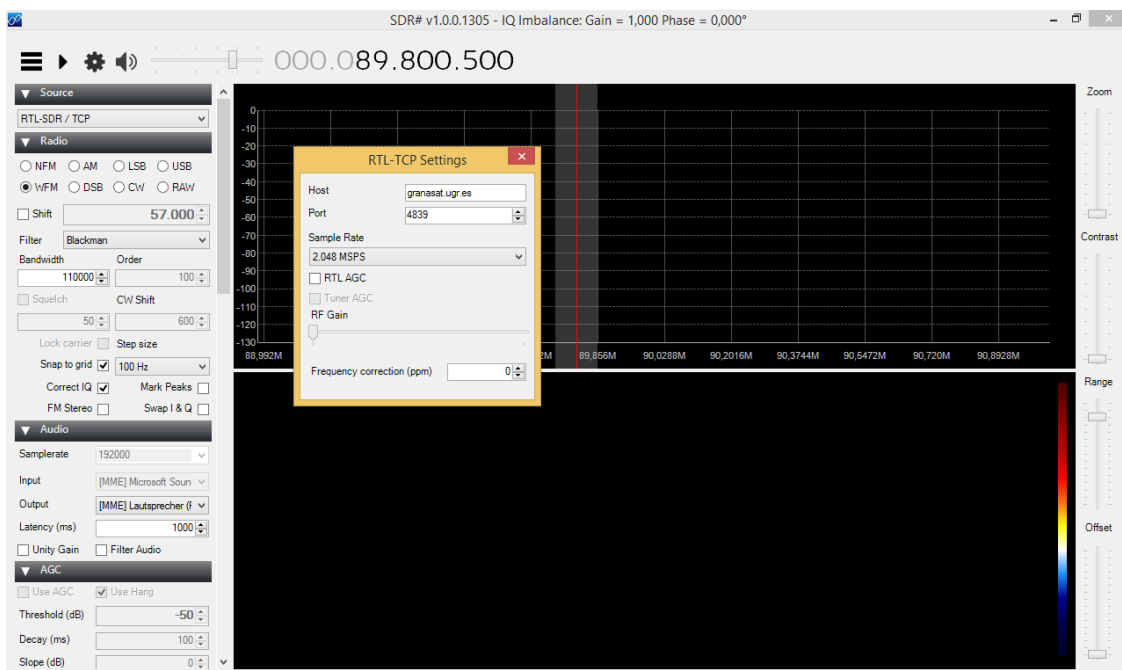 SDR# v1.0.0.1305 - IQ Imbalance: Gain = 1,000 Phase = 0,000°
000.089.800.500
Source
RTL-SDR / TCP
Radio
NFM AM LSB USB
WFM DSB CW RAW
Shift 57.000
Filter Blackman
Bandwidth Order
110000 100
Squelch CW Shift
50 600
Lock carrier Step size
Snap to grid 100 Hz
Correct IQ Mark Peaks
FM Stereo Swap I & Q
Audio
Samplerate 192000
Input [MME] Microsoft Soun
Output [MME] Lautsprecher (F
Latency (ms) 1000
Unity Gain Filter Audio
AGC
Use AGC Use Hang
Threshold (dB) -50
Decay (ms) 100
Slope (dB) 0
0
-10
-20
-30
-40
-50
-60
-70
-80
-90
-100
-110
-120
-130
88,992M 2M 89,856M 90,0288M 90,2016M 90,3744M 90,5472M 90,720M 90,8928M
RTL-TCP Settings
Host granasat.ugr.es
Port 4839
Sample Rate
2.048 MSPS
RTL AGC
Tuner AGC
RF Gain
Frequency correction (ppm) 0
Zoom
Contrast
Range
Offset